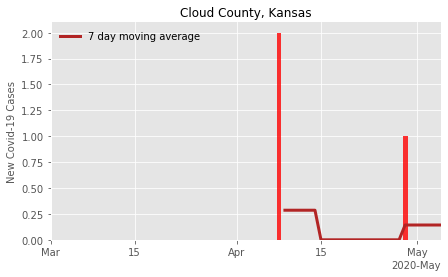 Cloud County, Kansas
7 day moving average
New Covid-19 Cases
2.00
1.75
1.50
1.25
1.00
0.75
0.50
0.25
0.00
Mar
15
Apr
15
May
2020-May